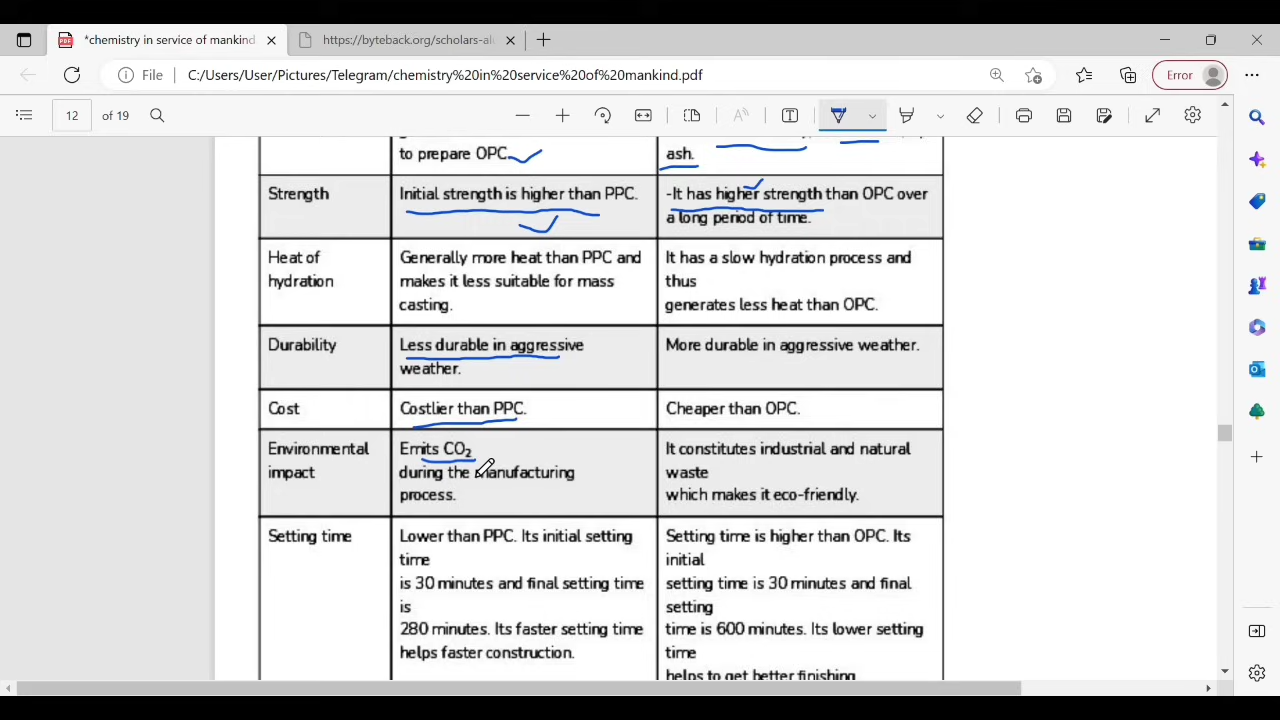 *chemistry in service of mankind
https://byteback.org/scholars-al
File
C:/Users/User/Pictures/Telegram/chemistry%20in%20service%20of%20mankind.pdf
Error
12 of 19
to prepare OPC.
ash.
Strength
Initial strength is higher than PPC.
-It has higher strength than OPC over
a long period of time.
Heat of
hydration
Generally more heat than PPC and
makes it less suitable for mass
casting.
It has a slow hydration process and
thus
generates less heat than OPC.
Durability
Less durable in aggressive
weather.
More durable in aggressive weather.
Cost
Costlier than PPC.
Cheaper than OPC.
Environmental
impact
Emits CO₂
during the manufacturing
process.
It constitutes industrial and natural
waste
which makes it eco-friendly.
Setting time
Lower than PPC. Its initial setting
time
is 30 minutes and final setting time
is
280 minutes. Its faster setting time
helps faster construction.
Setting time is higher than OPC. Its
initial
setting time is 30 minutes and final
setting
time is 600 minutes. Its lower setting
time
helps to get better finishing